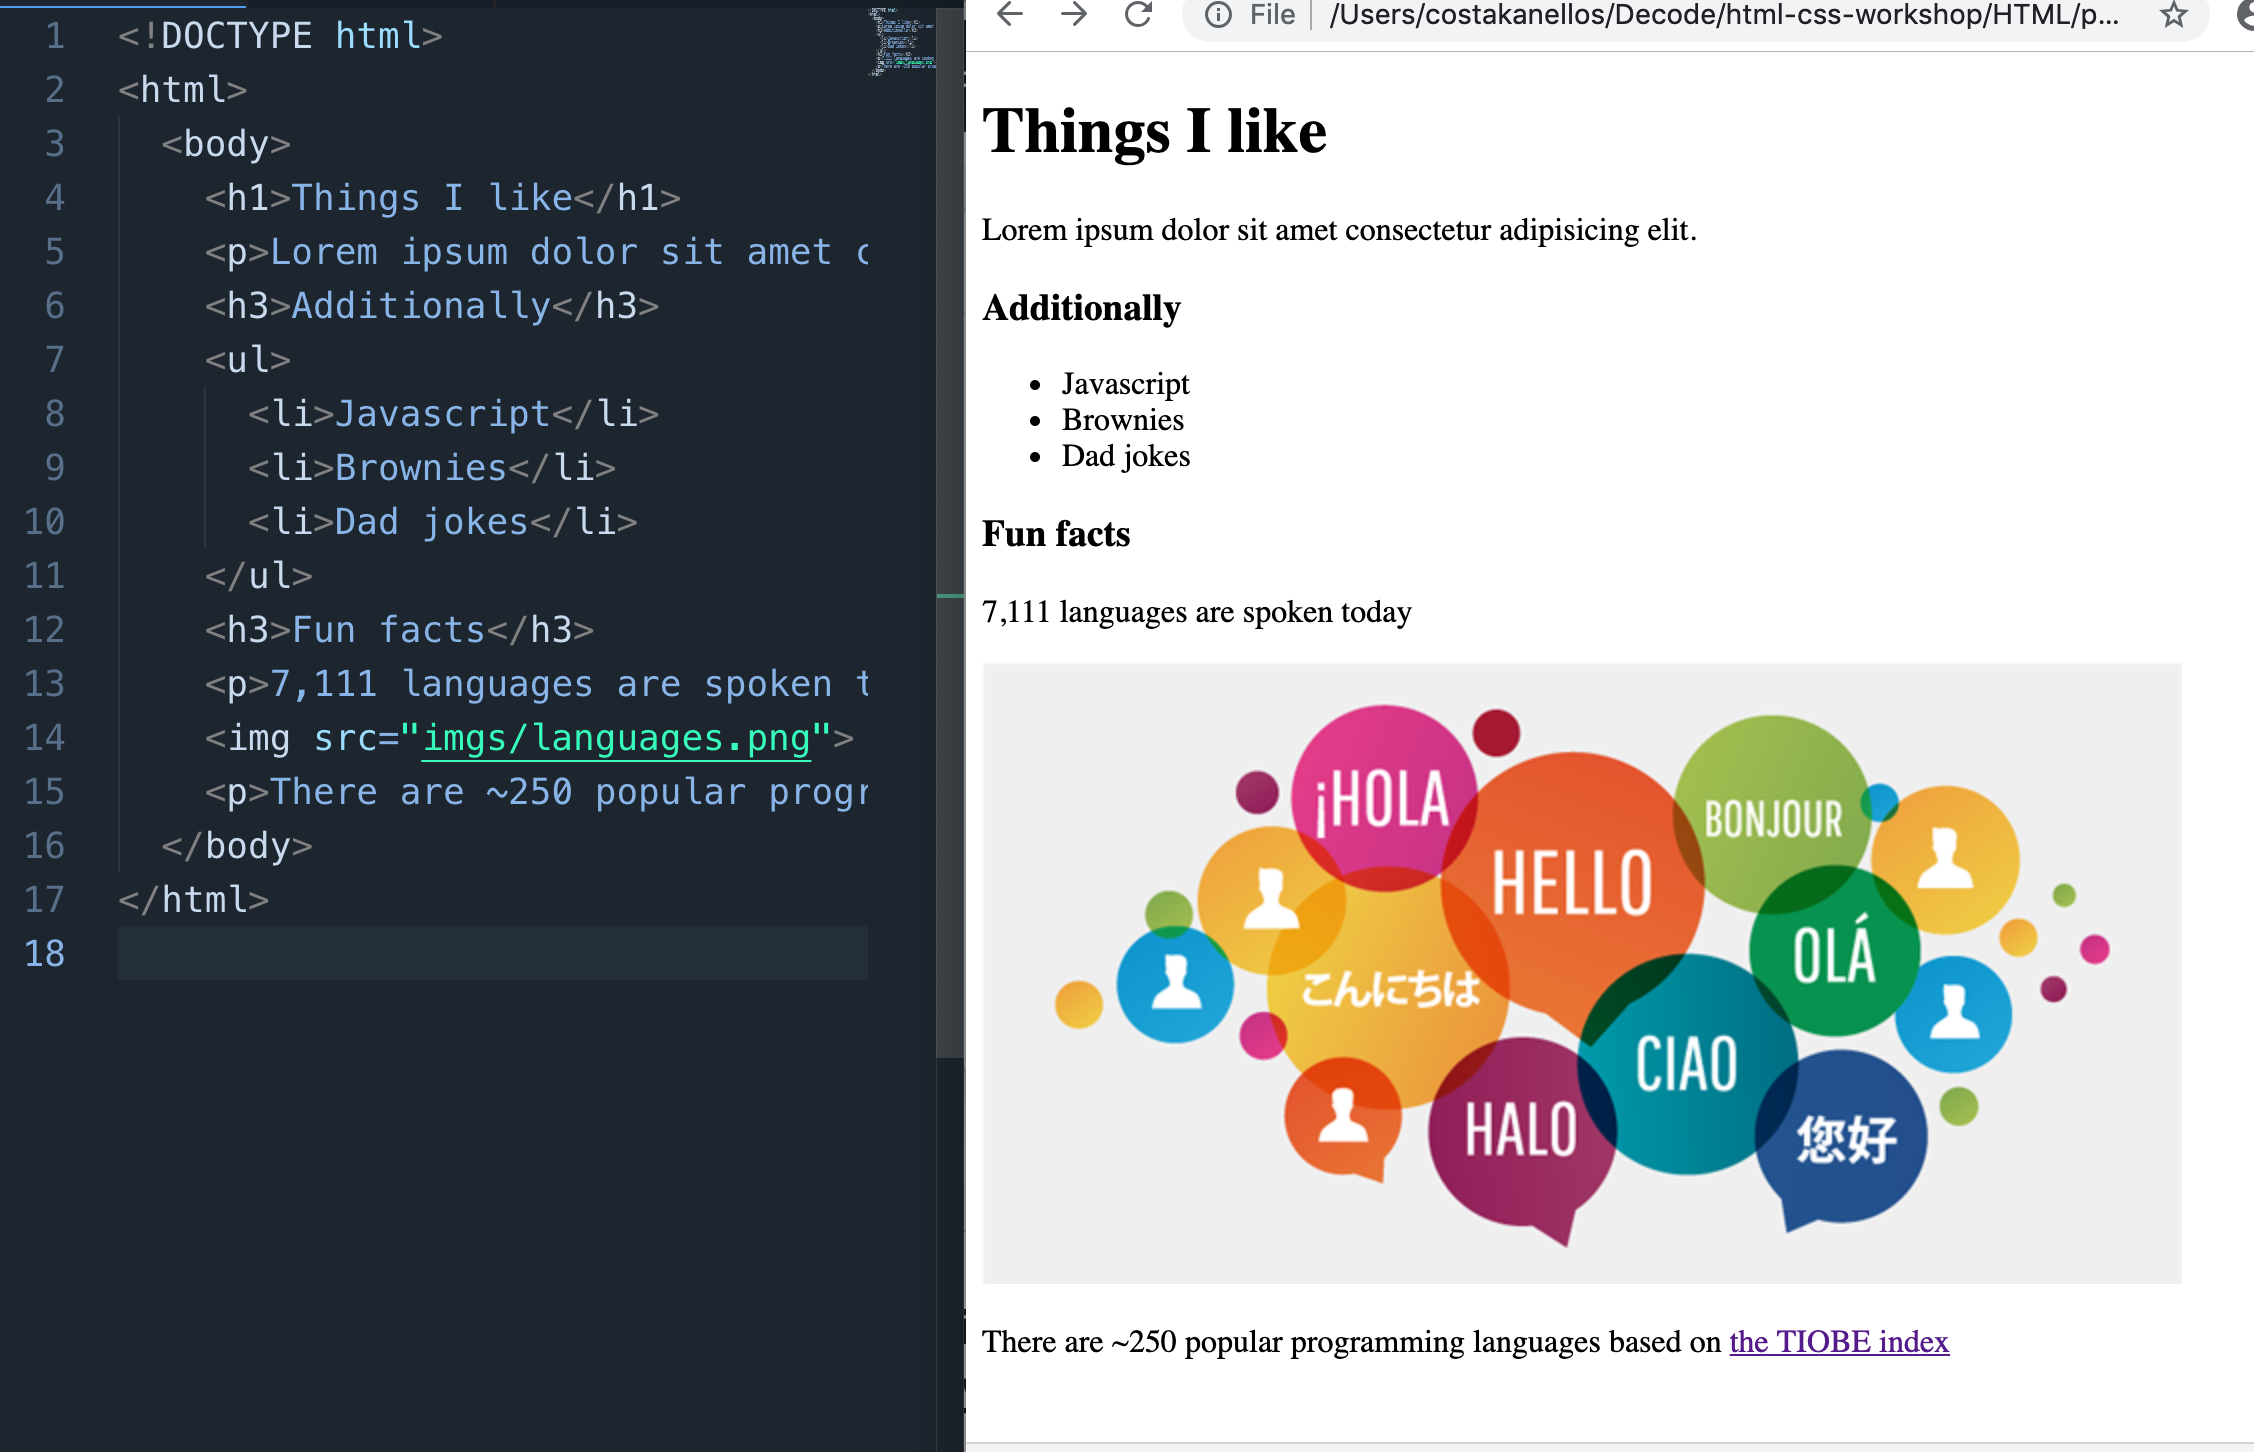 1 <!DOCTYPE html>
2 <html>
3 <body>
4 <h1>Things I like</h1>
5 <p>Lorem ipsum dolor sit amet c
6 <h3>Additionally</h3>
7 <ul>
8 <li>Javascript</li>
9 <li>Brownies</li>
10 <li>Dad jokes</li>
11 </ul>
12 <h3>Fun facts</h3>
13 <p>7,111 languages are spoken t
14 <img src="imgs/languages.png">
15 <p>There are ~250 popular progr
16 </body>
17 </html>
18
File /Users/costakanellos/Decode/html-css-workshop/HTML/p...
Things I like
Lorem ipsum dolor sit amet consectetur adipisicing elit.
Additionally
• Javascript
• Brownies
• Dad jokes
Fun facts
7,111 languages are spoken today
¡HOLA
HELLO
BONJOUR
こんにちは
OLÁ
CIAO
HALO
您好
There are ~250 popular programming languages based on the TIOBE index